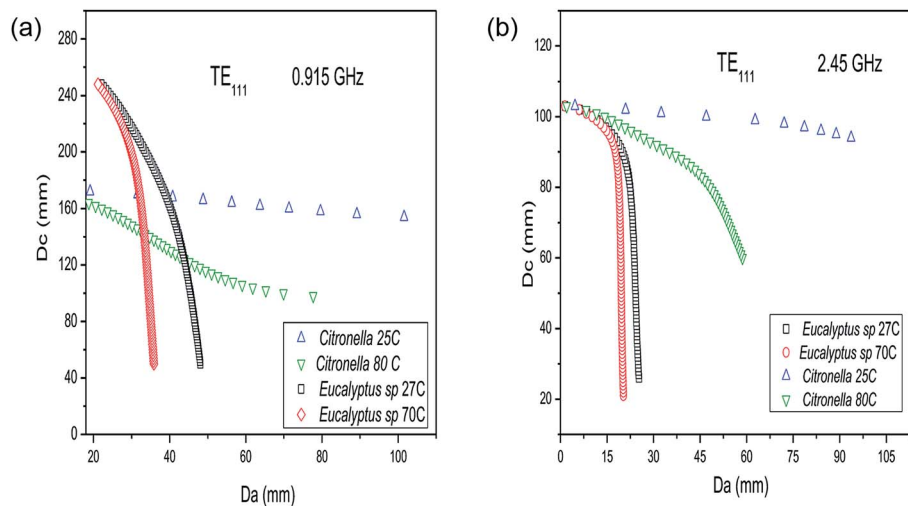 (a)
TE111 0.915 GHz
280
240
200
160
120
80
40
0
Dc (mm)
Citronella 25C
Citronella 80 C
Eucalyptus sp 27C
Eucalyptus sp 70C
20 40 60 80 100
Da (mm)
(b)
TE111 2.45 GHz
120
100
80
60
40
20
Dc (mm)
Eucalyptus sp 27C
Eucalyptus sp 70C
Citronella 25C
Citronella 80C
0 15 30 45 60 75 90 105
Da (mm)